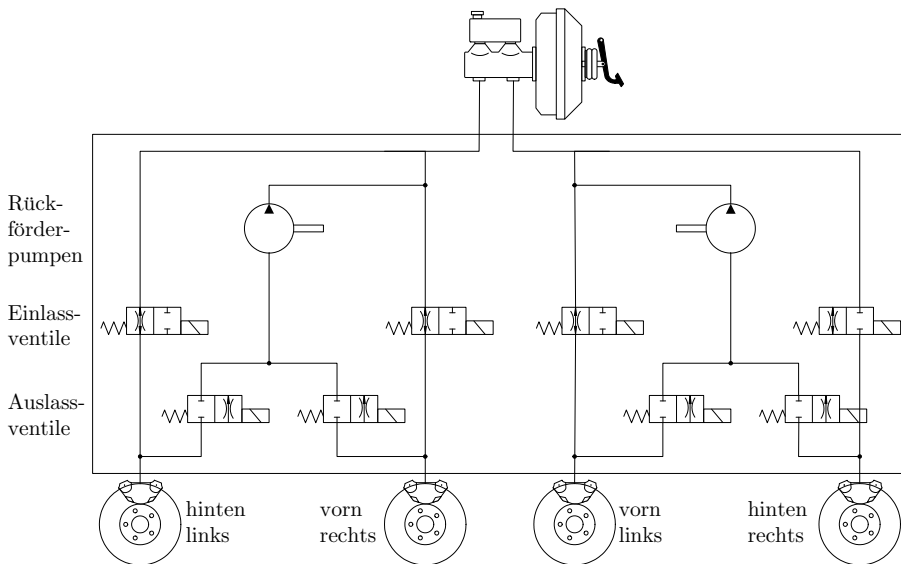 Rück-
förder-
pumpen
Einlass-
ventile
Auslass-
ventile
hinten
links
vorn
rechts
vorn
links
hinten
rechts